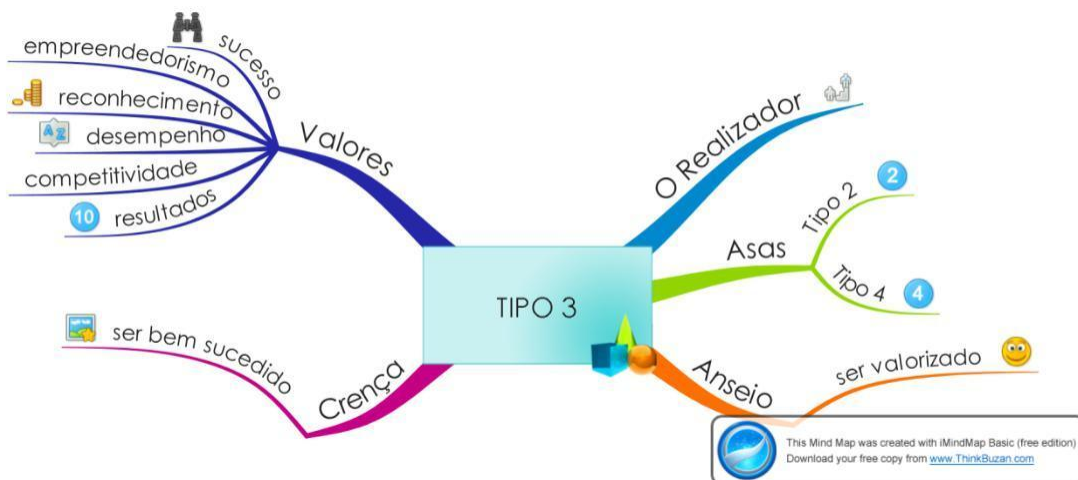 TIPO 3
O Realizador
Asas
Tipo 2
2
Tipo 4
4
Anseio
ser valorizado
Crença
ser bem sucedido
Valores
sucesso
empreendedorismo
reconhecimento
AZ
desempenho
competitividade
10
resultados
This Mind Map was created with iMindMap Basic (free edition)
Download your free copy from www.ThinkBuzan.com